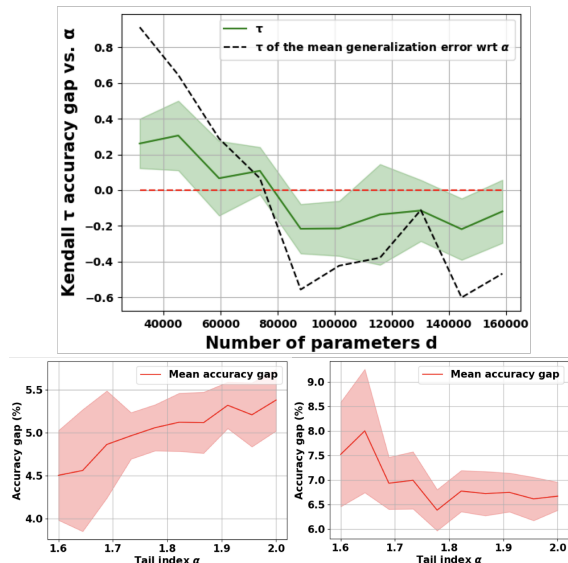 Kendall τ accuracy gap vs. α
0.8
0.6
0.4
0.2
0.0
−0.2
−0.4
−0.6
τ
τ of the mean generalization error wrt α
40000 60000 80000 100000 120000 140000 160000
Number of parameters d
Accuracy gap (%)
5.5
5.0
4.5
4.0
Mean accuracy gap
1.6 1.7 1.8 1.9 2.0
Tail index α
Accuracy gap (%)
9.0
8.5
8.0
7.5
7.0
6.5
6.0
Mean accuracy gap
1.6 1.7 1.8 1.9 2.0
Tail index α